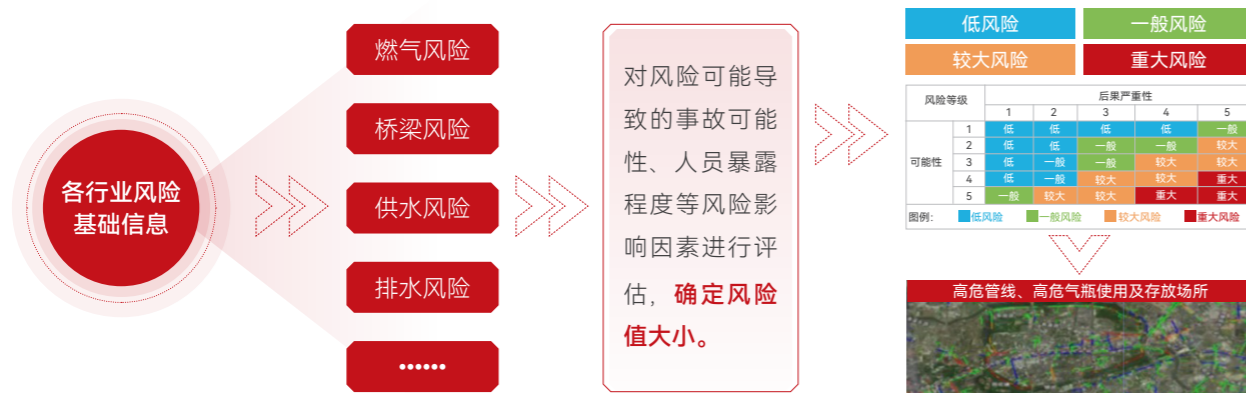 各行业风险
基础信息
燃气风险
桥梁风险
供水风险
排水风险
……
对风险可能导
致的事故可能
性、人员暴露
程度等风险影
响因素进行评
估，确定风险
值大小。
低风险 一般风险
较大风险 重大风险
风险等级 后果严重性
1 2 3 4 5
可能性 1 低 低 低 低 一般
2 低 低 一般 一般 较大
3 低 一般 一般 较大 较大
4 低 一般 较大 较大 重大
5 一般 较大 较大 重大 重大
图例： 低风险 一般风险 较大风险 重大风险
高危管线、高危气瓶使用及存放场所